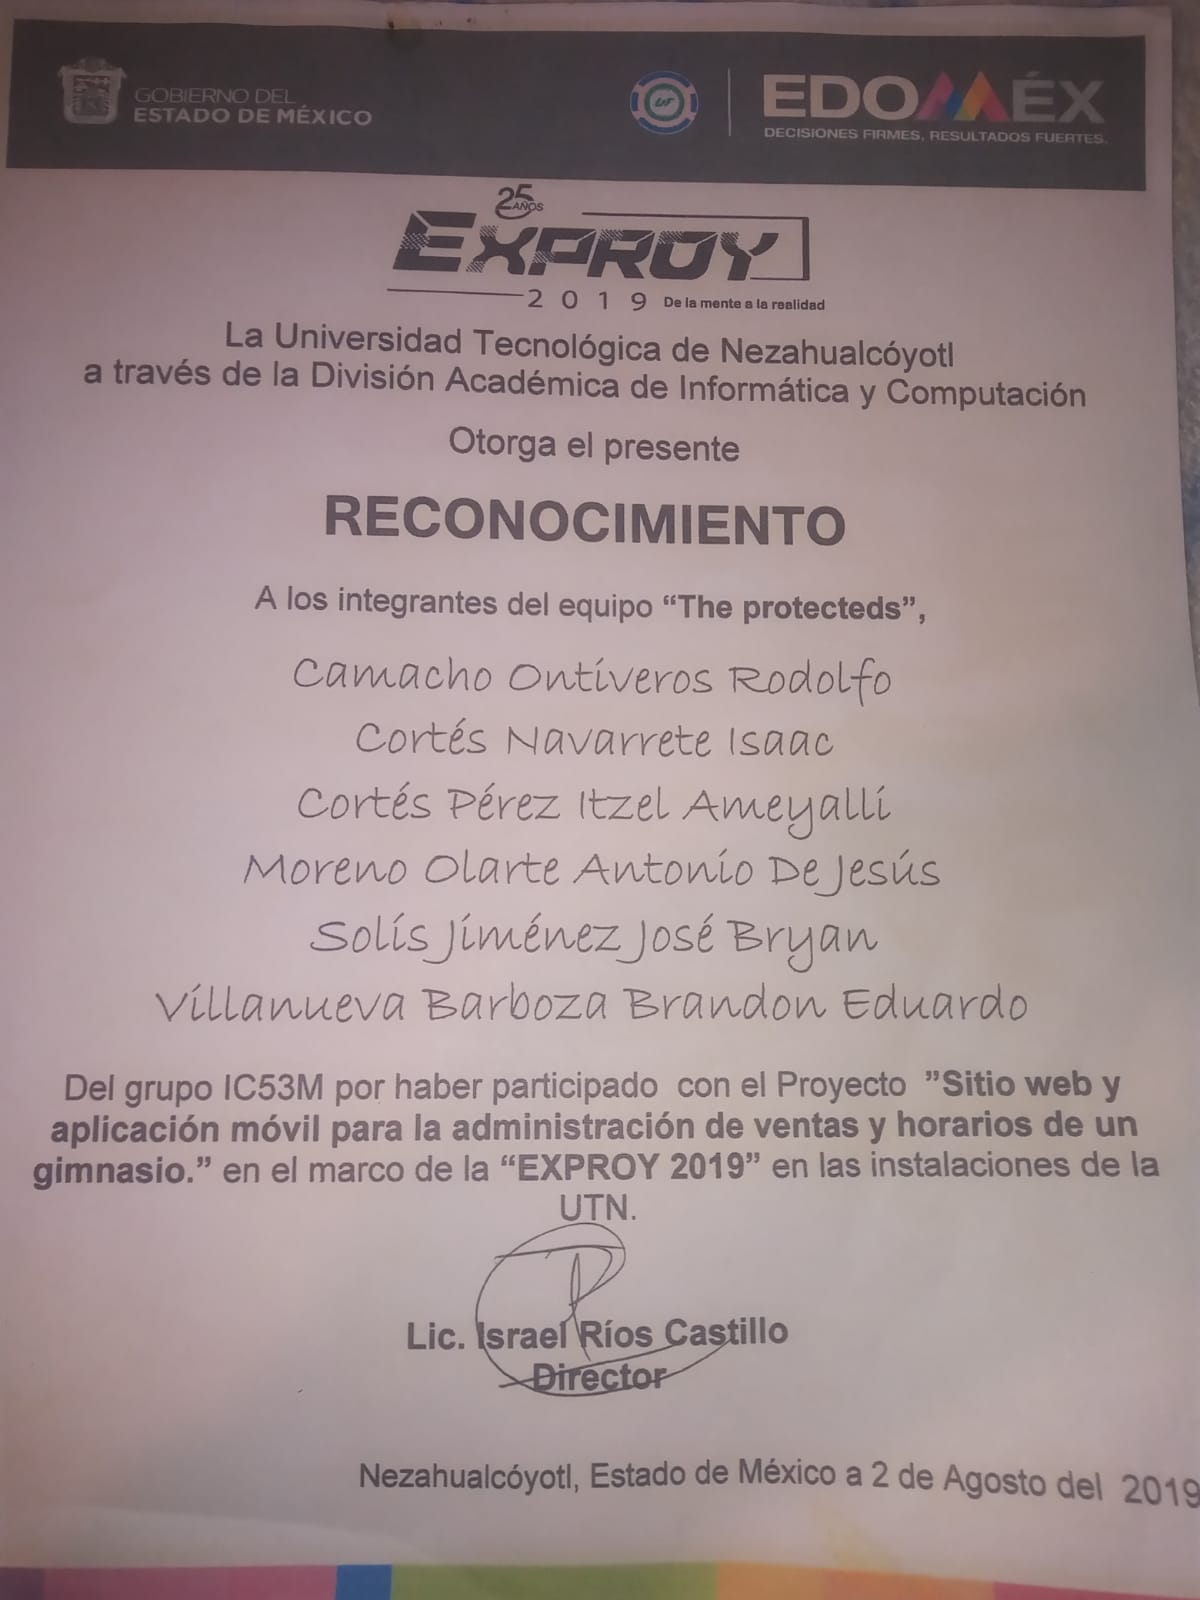 GOBIERNO DEL
ESTADO DE MÉXICO
EDOMÉX
DECISIONES FIRMES, RESULTADOS FUERTES.
25
AÑOS
EXPROY
2019 De la mente a la realidad
La Universidad Tecnológica de Nezahualcóyotl
a través de la División Académica de Informática y Computación
Otorga el presente
RECONOCIMIENTO
A los integrantes del equipo “The protecteds”,
Camacho Ontiveros Rodolfo
Cortés Navarrete Isaac
Cortés Pérez Itzel Ameyalli
Moreno Olarte Antonio De Jesús
Solís Jiménez José Bryan
Villanueva Barboza Brandon Eduardo
Del grupo IC53M por haber participado con el Proyecto ”Sitio web y
aplicación móvil para la administración de ventas y horarios de un
gimnasio.” en el marco de la “EXPROY 2019” en las instalaciones de la
UTN.
Lic. Israel Ríos Castillo
Director
Nezahualcóyotl, Estado de México a 2 de Agosto del 2019